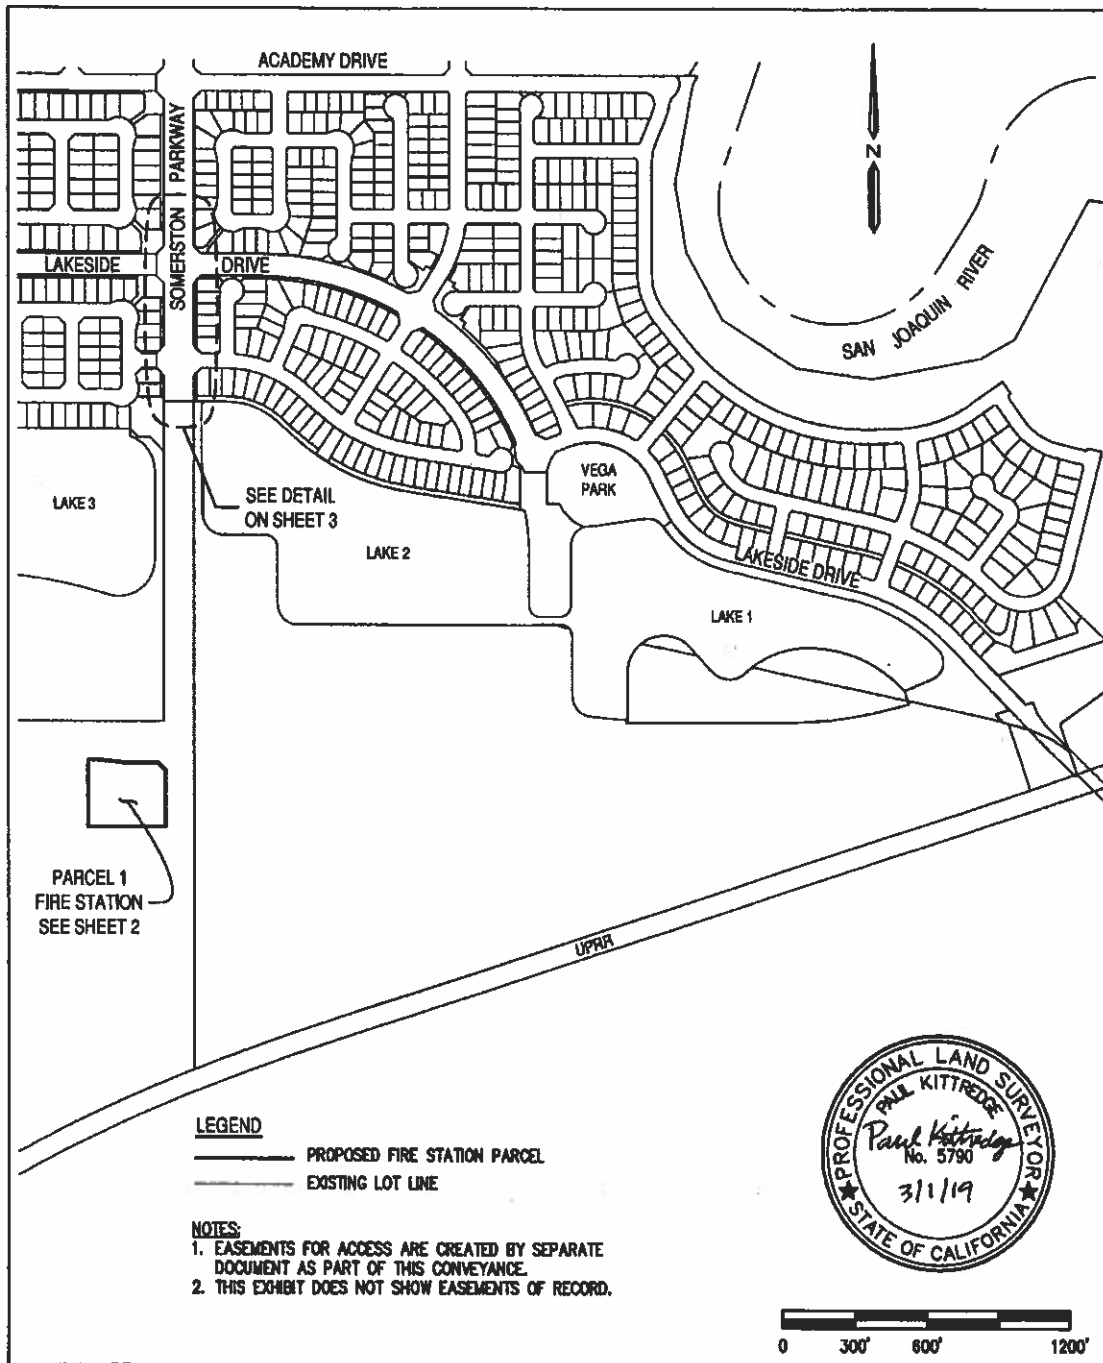 ACADEMY DRIVE
SOMERSTON PARKWAY
N
LAKESIDE DRIVE
SAN JOAQUIN RIVER
VEGA
PARK
LAKE 3
SEE DETAIL
ON SHEET 3
LAKE 2
LAKESIDE DRIVE
LAKE 1
PARCEL 1
FIRE STATION
SEE SHEET 2
UPRR
LEGEND
PROPOSED FIRE STATION PARCEL
EXISTING LOT LINE
NOTES:
1. EASEMENTS FOR ACCESS ARE CREATED BY SEPARATE
DOCUMENT AS PART OF THIS CONVEYANCE.
2. THIS EXHIBIT DOES NOT SHOW EASEMENTS OF RECORD.
PROFESSIONAL LAND SURVEYOR
PAUL KITTREDGE
Paul Kittredge
No. 5790
3/1/19
STATE OF CALIFORNIA
0 300' 600' 1200'